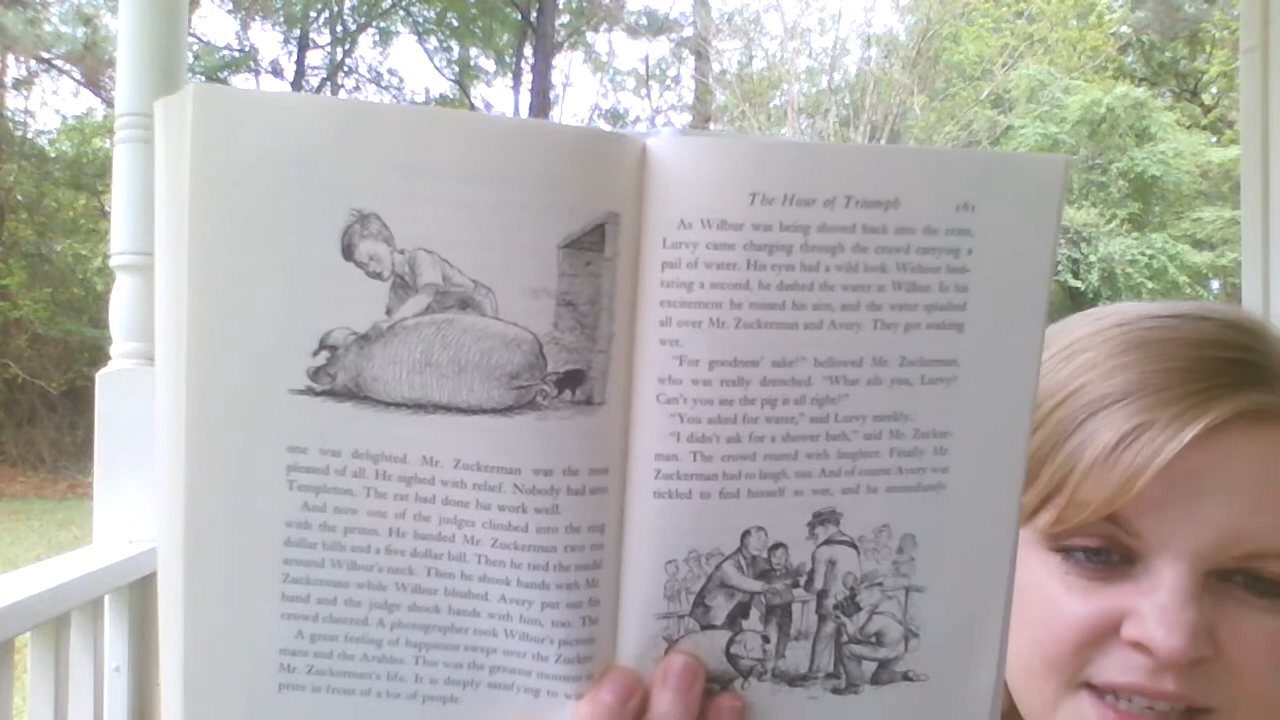 one was delighted. Mr. Zuckerman was the
pleased of all. He sighed with relief. Nobody had
Templeton. The rat had done his work well.
And now one of the judges climbed into the ring
with the prizes. He handed Mr. Zuckerman two
dollar bills and a five dollar bill. Then he tied the medal
around Wilbur's neck. Then he shook hands with Mr.
Zuckerman while Wilbur blushed. Avery put out his
hand and the judge shook hands with him, too. The
crowd cheered. A photographer took Wilbur's picture.
A great feeling of happiness swept over the Zucker-
mans and the Arables. This was the greatest moment
Mr. Zuckerman's life. It is deeply satisfying to
prize in front of a lot of people.
The Hour of Triumph 161
As Wilbur was being shoved back into the crate,
Lurvy came charging through the crowd carrying a
pail of water. His eyes had a wild look. Without hesi-
tating a second, he dashed the water at Wilbur. In his
excitement he missed his aim, and the water splashed
all over Mr. Zuckerman and Avery. They got soaking
wet.
"For goodness' sake!" bellowed Mr. Zuckerman,
who was really drenched. "What ails you, Lurvy?
Can't you see the pig is all right?"
"You asked for water," said Lurvy meekly.
"I didn't ask for a shower bath," said Mr. Zucker-
man. The crowd roared with laughter. Finally Mr.
Zuckerman had to laugh, too. And of course Avery was
tickled to find himself so wet, and he immediately